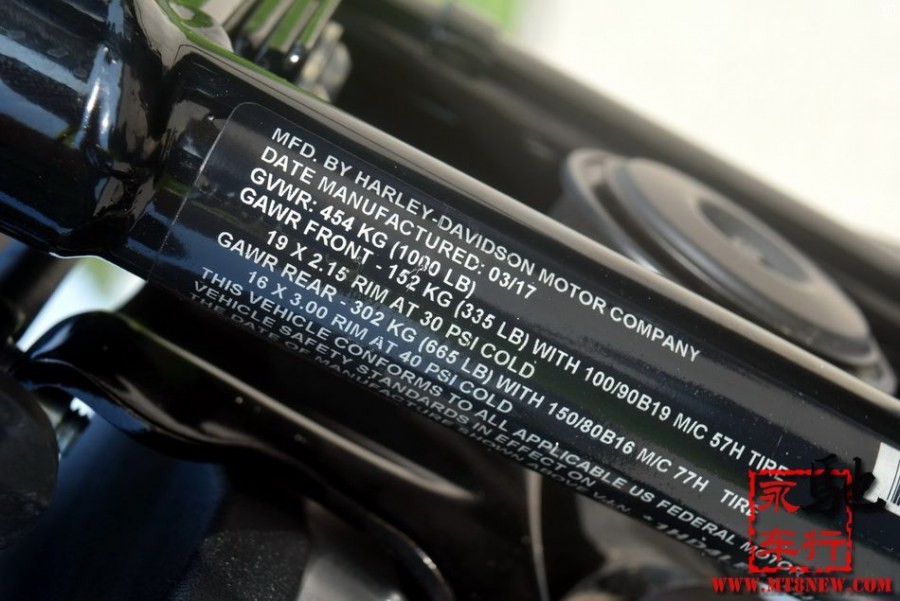 MFD. BY HARLEY-DAVIDSON MOTOR COMPANY
DATE MANUFACTURED: 03/17
GVWR: 454 KG (1000 LB)
GAWR FRONT - 152 KG (335 LB) WITH 100/90B19 M/C 57H TIRE
19 X 2.15 RIM AT 30 PSI COLD
GAWR REAR - 302 KG (665 LB) WITH 150/80B16 M/C 77H TIRE
16 X 3.00 RIM AT 40 PSI COLD
THIS VEHICLE CONFORMS TO ALL APPLICABLE US FEDERAL MOTOR
VEHICLE SAFETY STANDARDS IN EFFECT ON
THE DATE OF MANUFACTURE SHOWN ABOVE
永驰
车行
WWW.MT8NEW.COM